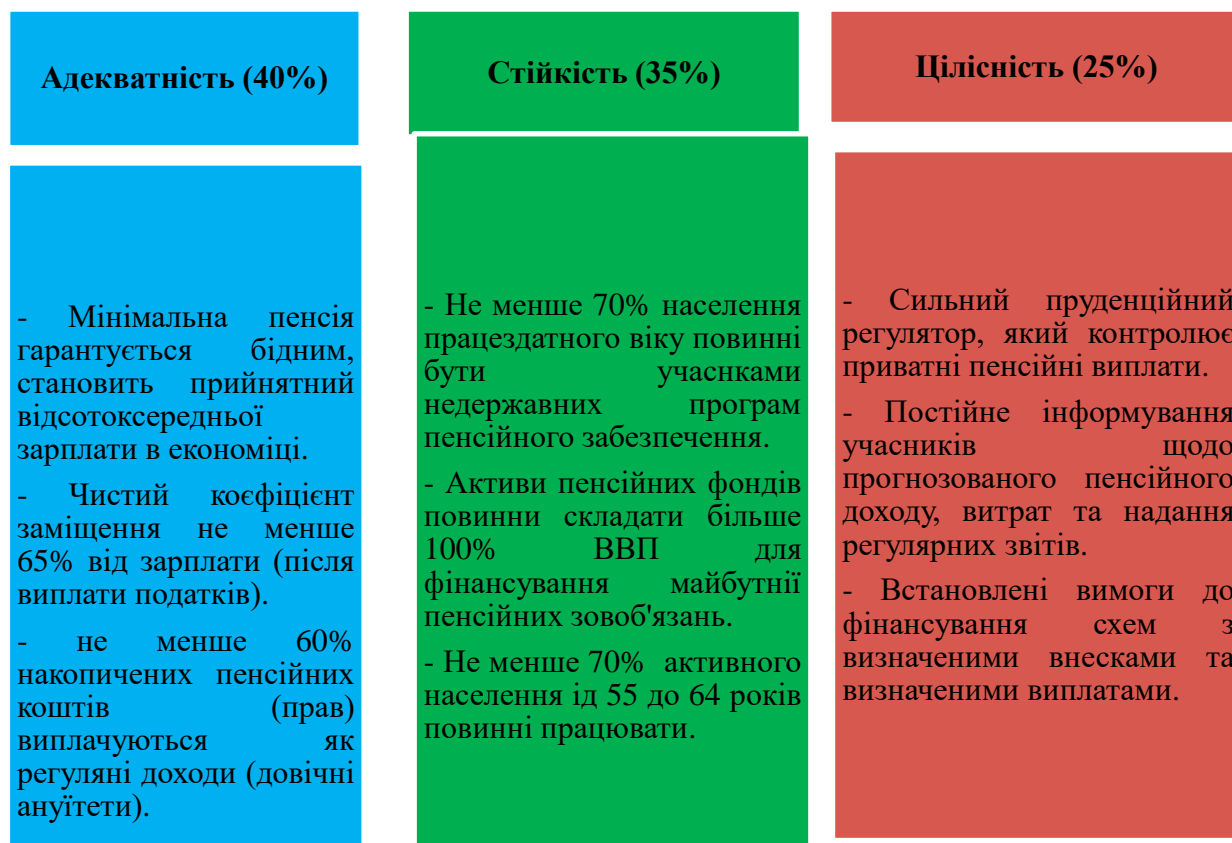 Адекватність (40%)
- Мінімальна пенсія
гарантується бідним,
становить прийнятний
відсотоксередньої
зарплати в економіці.
- Чистий коєфіцієнт
заміщення не менше
65% від зарплати (після
виплати податків).
- не менше 60%
накопичених пенсійних
коштів (прав)
виплачуються як
регуляні доходи (довічні
ануїтети).
Стійкість (35%)
- Не менше 70% населення
працездатного віку повинні
бути учаснками
недержавних програм
пенсійного забезпечення.
- Активи пенсійних фондів
повинни складати більше
100% ВВП для
фінансування майбутнії
пенсійних зовоб'язань.
- Не менше 70% активного
населення ід 55 до 64 років
повинні працювати.
Цілісність (25%)
- Сильний пруденційний
регулятор, який контролює
приватні пенсійні виплати.
- Постійне інформування
учасників щодо
прогнозованого пенсійного
доходу, витрат та надання
регулярних звітів.
- Встановлені вимоги до
фінансування схем з
визначеними внесками та
визначеними виплатами.